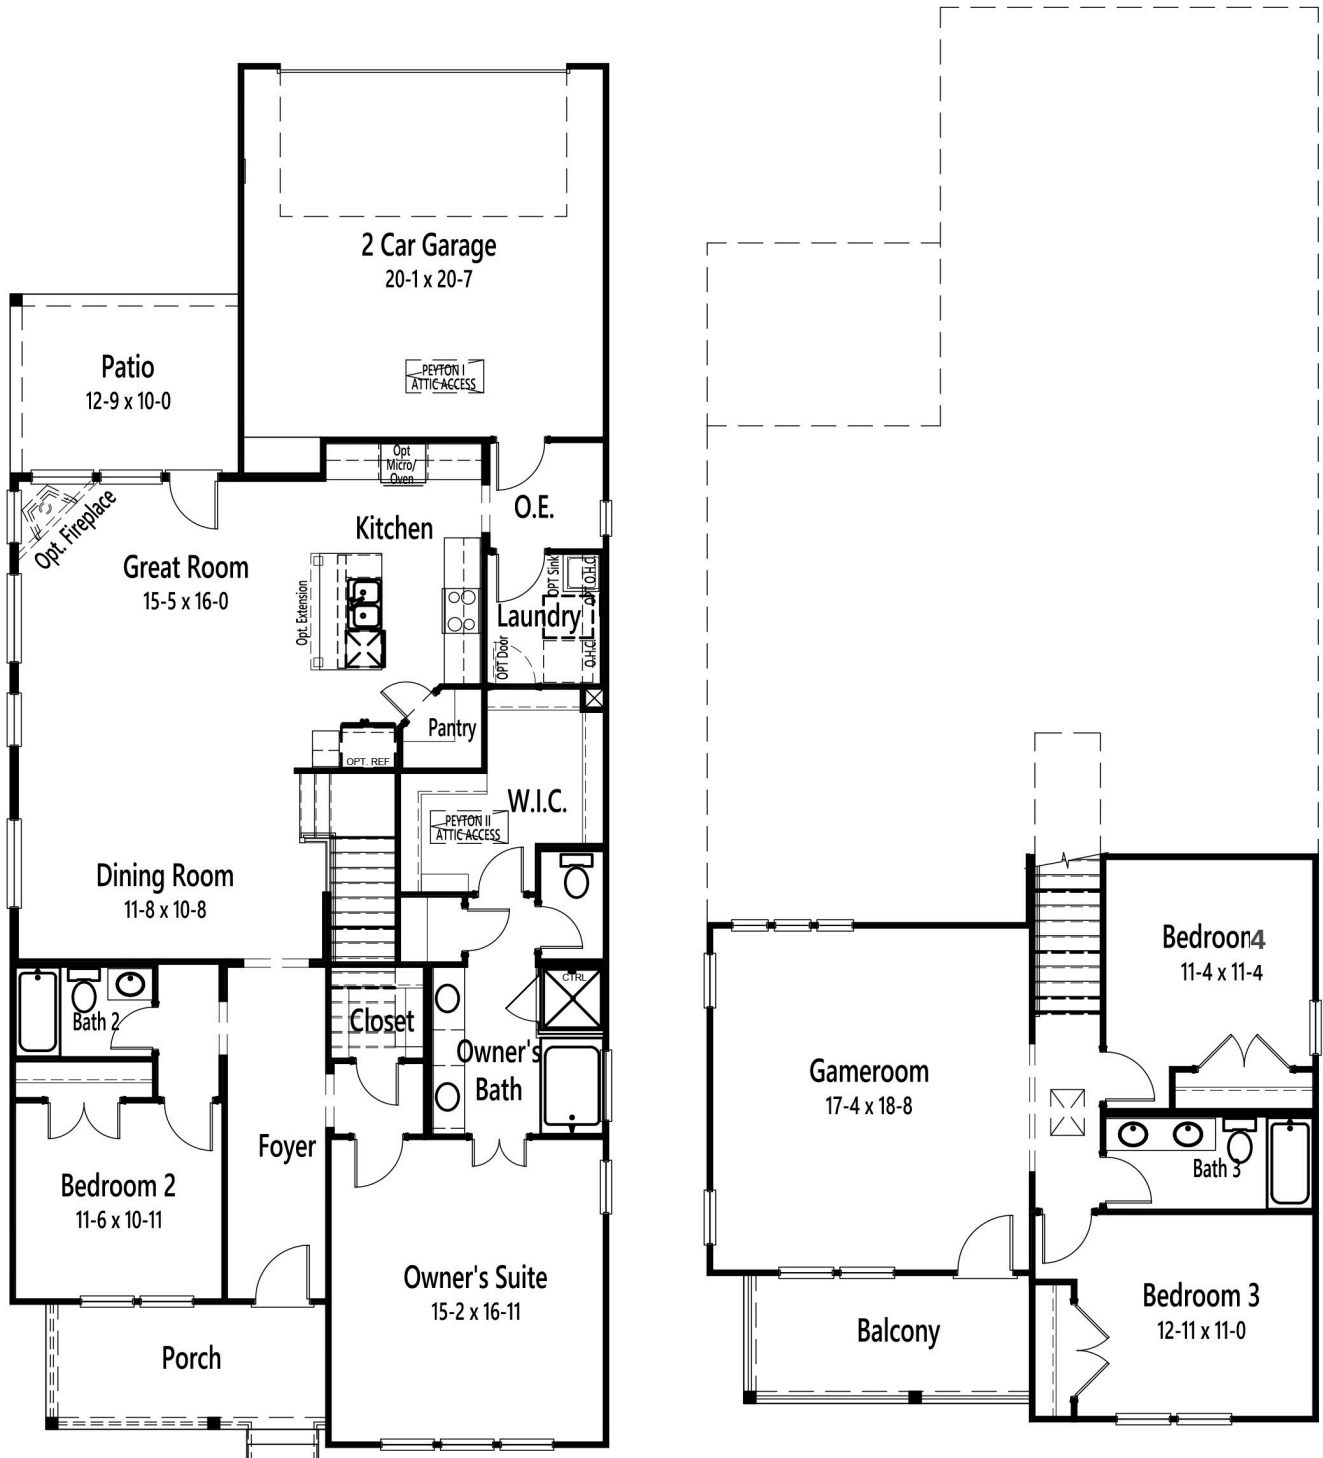 2 Car Garage
20-1 x 20-7
PEYTON I
ATTIC ACCESS
Patio
12-9 x 10-0
Opt
Micro/
Oven
O.E.
Kitchen
Opt. Fireplace
Great Room
15-5 x 16-0
Opt. Extension
OPT Sink
OPT.O.H.C.
Laundry
OPT Door
O.H.C.
Pantry
OPT. REF
W.I.C.
PEYTON II
ATTIC ACCESS
Dining Room
11-8 x 10-8
CTRL
Bath 2
Closet
Owner's
Bath
Foyer
Bedroom 2
11-6 x 10-11
Owner's Suite
15-2 x 16-11
Porch
Bedroom 4
11-4 x 11-4
Gameroom
17-4 x 18-8
Bath 3
Bedroom 3
12-11 x 11-0
Balcony